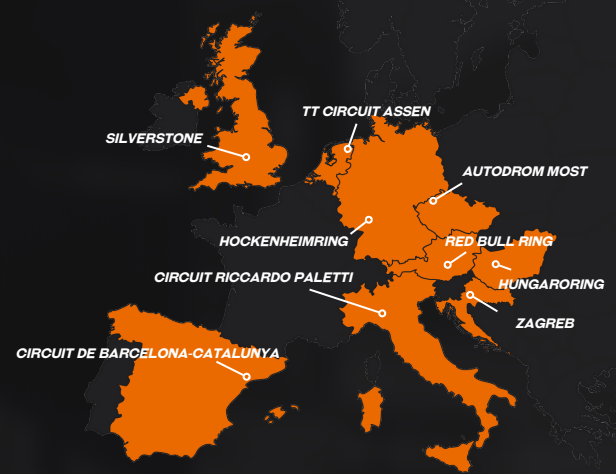 TT CIRCUIT ASSEN
SILVERSTONE
AUTODROM MOST
HOCKENHEIMRING
RED BULL RING
CIRCUIT RICCARDO PALETTI
HUNGARORING
ZAGREB
CIRCUIT DE BARCELONA-CATALUNYA